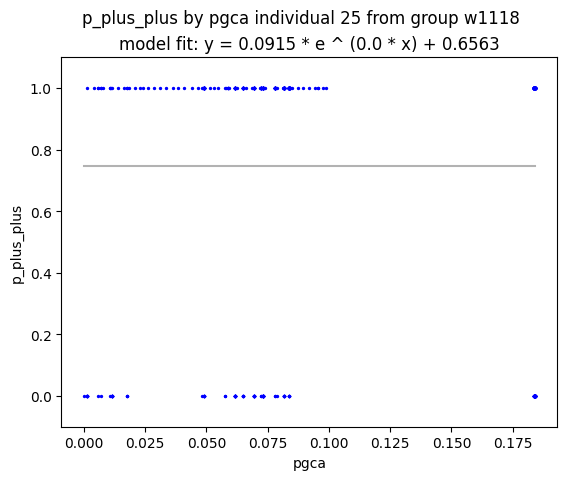 p_plus_plus by pgca individual 25 from group w1118
model fit: y = 0.0915 * e ^ (0.0 * x) + 0.6563
1.0
0.8
0.6
0.4
0.2
0.0
p_plus_plus
0.000 0.025 0.050 0.075 0.100 0.125 0.150 0.175
pgca